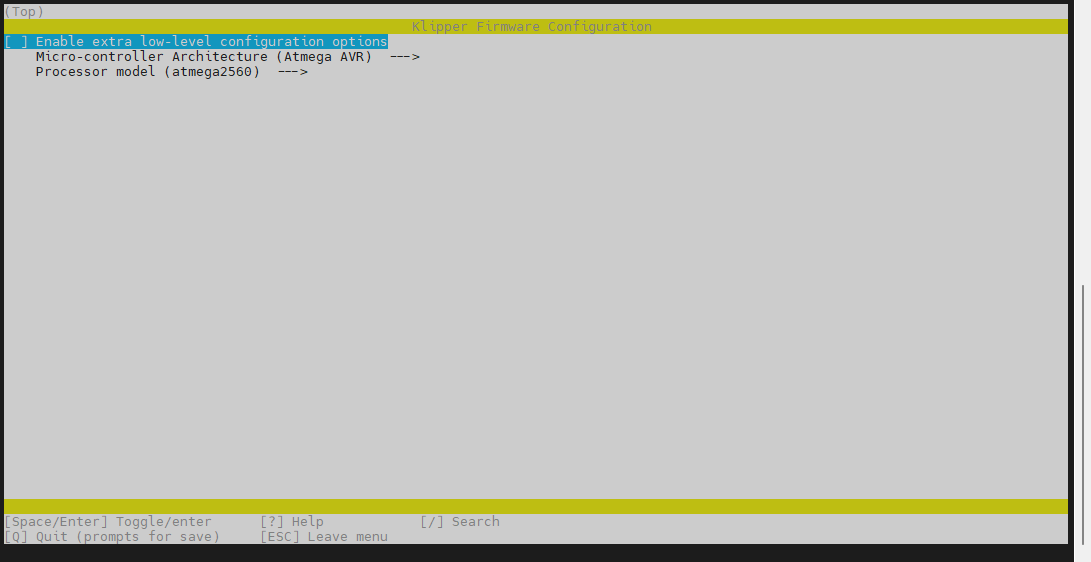 (Top)
Klipper Firmware Configuration
[ ] Enable extra low-level configuration options
Micro-controller Architecture (Atmega AVR)  --->
Processor model (atmega2560)  --->
[Space/Enter] Toggle/enter      [?] Help            [/] Search
[Q] Quit (prompts for save)     [ESC] Leave menu